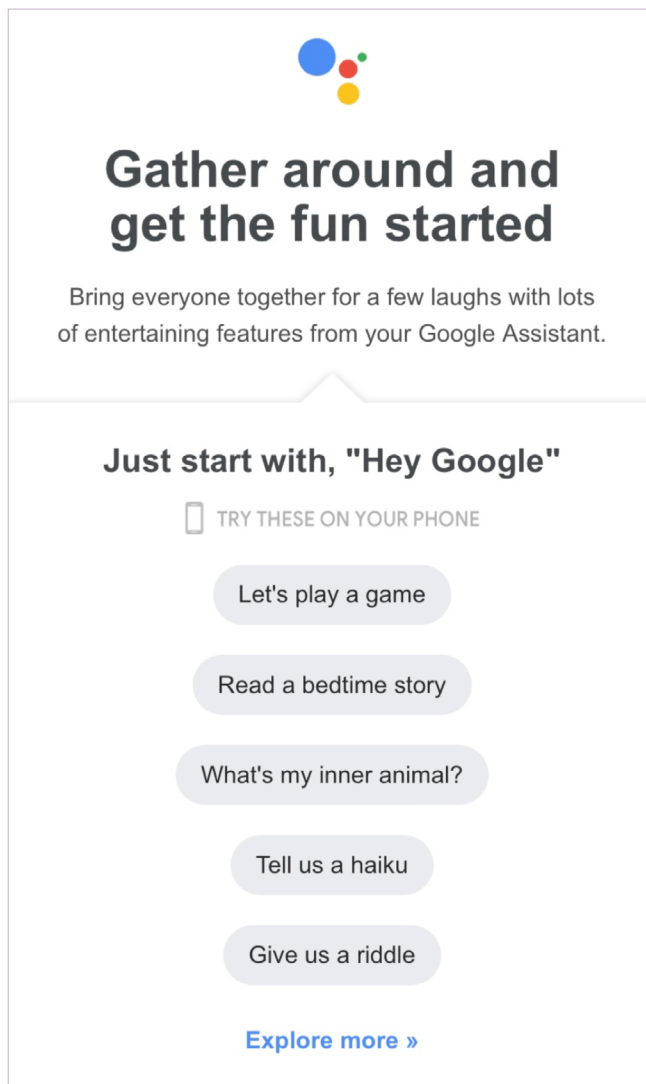 Gather around and
get the fun started
Bring everyone together for a few laughs with lots
of entertaining features from your Google Assistant.
Just start with, "Hey Google"
TRY THESE ON YOUR PHONE
Let's play a game
Read a bedtime story
What's my inner animal?
Tell us a haiku
Give us a riddle
Explore more »